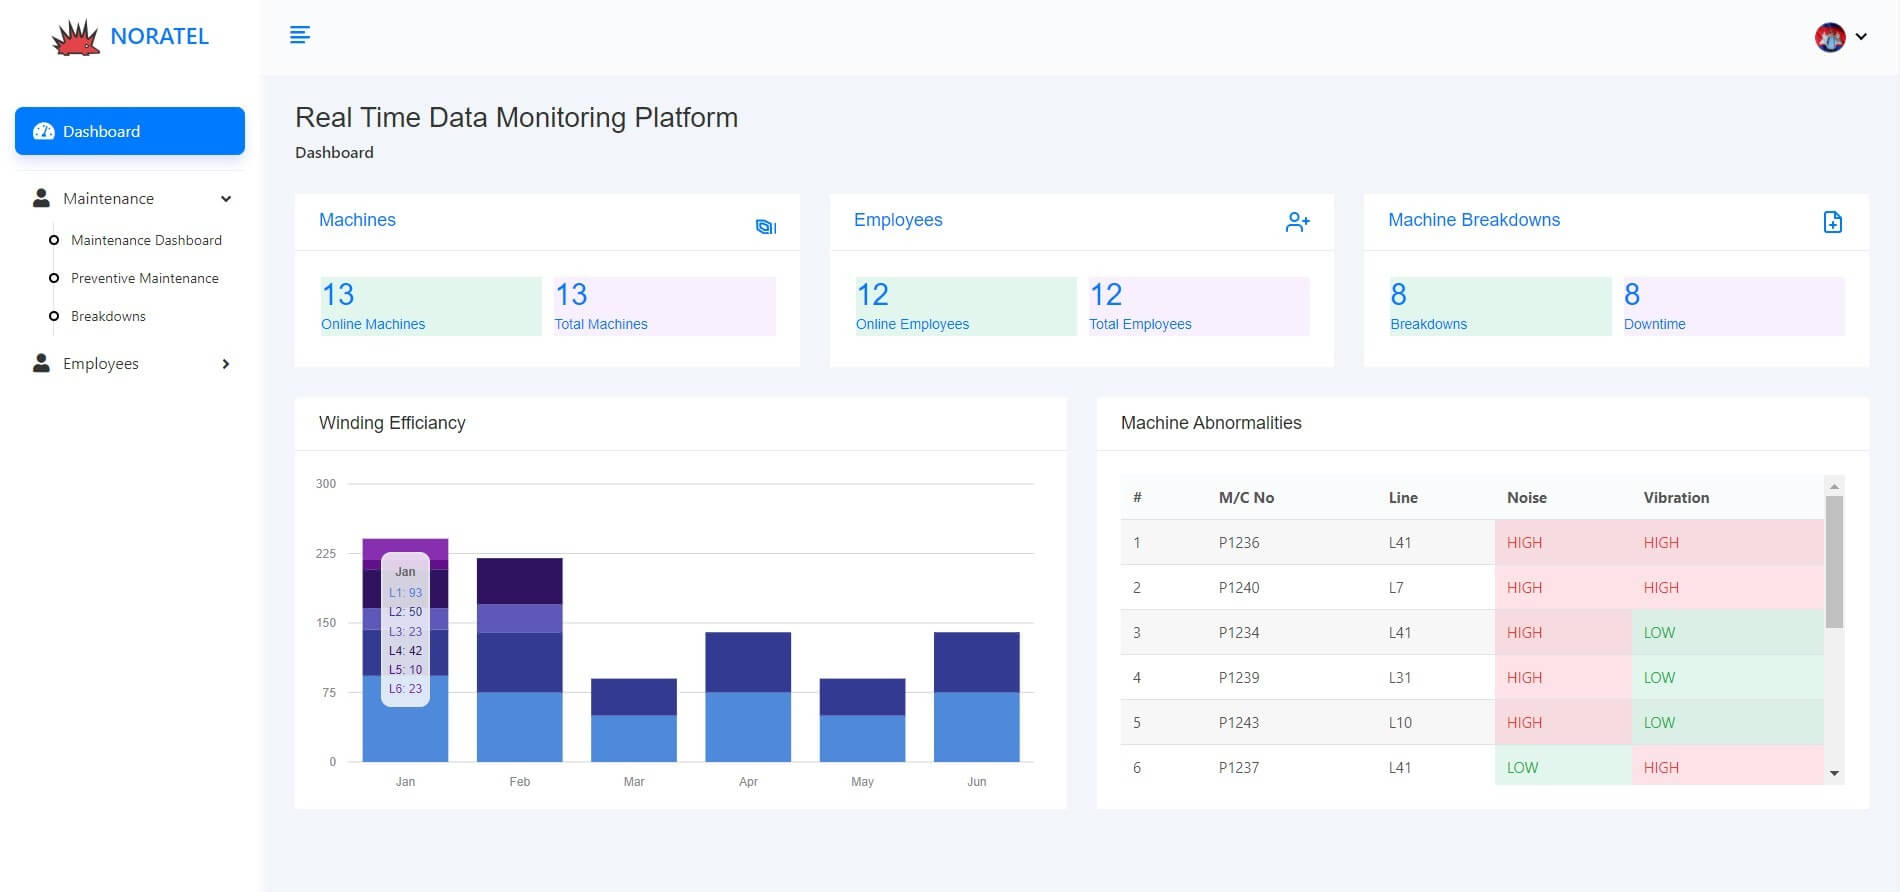 NORATEL
Dashboard
Maintenance
Maintenance Dashboard
Preventive Maintenance
Breakdowns
Employees
Real Time Data Monitoring Platform
Dashboard
Machines
13
Online Machines
13
Total Machines
Employees
12
Online Employees
12
Total Employees
Machine Breakdowns
8
Breakdowns
8
Downtime
Winding Efficiancy
300
225
150
75
0
Jan
L1: 93
L2: 50
L3: 23
L4: 42
L5: 10
L6: 23
Jan Feb Mar Apr May Jun
Machine Abnormalities
# M/C No Line Noise Vibration
1 P1236 L41 HIGH HIGH
2 P1240 L7 HIGH HIGH
3 P1234 L41 HIGH LOW
4 P1239 L31 HIGH LOW
5 P1243 L10 HIGH LOW
6 P1237 L41 LOW HIGH